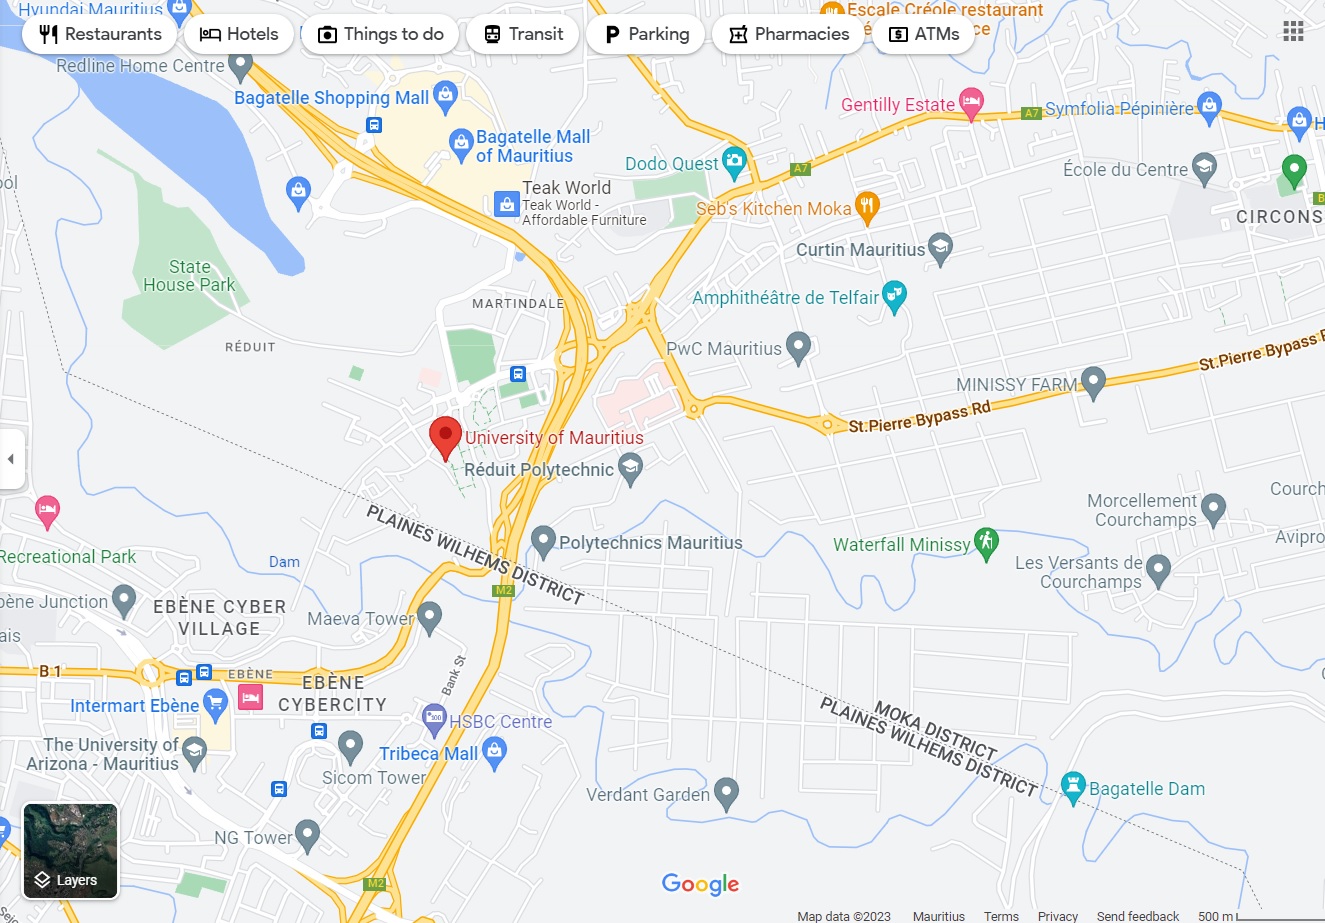 Hyundai Mauritius
Escale Créole restaurant
Restaurants
Hotels
Things to do
Transit
Parking
Pharmacies
ATMs
Redline Home Centre
Bagatelle Shopping Mall
Gentilly Estate
A7
Symfolia Pépinière
Bagatelle Mall
of Mauritius
Dodo Quest
A7
École du Centre
Teak World
Teak World -
Affordable Furniture
Seb's Kitchen Moka
CIRCONS
Curtin Mauritius
State
House Park
MARTINDALE
Amphithéâtre de Telfair
RÉDUIT
PwC Mauritius
St.Pierre Bypass R
MINISSY FARM
St.Pierre Bypass Rd
University of Mauritius
Réduit Polytechnic
Morcellement
Courchamps
Courch
PLAINES WILHEMS DISTRICT
Polytechnics Mauritius
Waterfall Minissy
Avipro
Recreational Park
Dam
Les Versants de
Courchamps
M2
ène Junction
EBÈNE CYBER
VILLAGE
Maeva Tower
ais
B 1
EBÈNE
EBÈNE
CYBERCITY
Bank St
Intermart Ebène
HSBC Centre
MOKA DISTRICT
PLAINES WILHEMS DISTRICT
The University of
Arizona - Mauritius
Tribeca Mall
Sicom Tower
Verdant Garden
Bagatelle Dam
NG Tower
Layers
M2
Google
Map data ©2023
Mauritius
Terms
Privacy
Send feedback
500 m